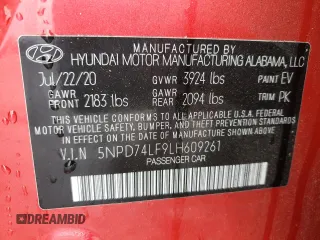 MANUFACTURED BY
HYUNDAI MOTOR MANUFACTURING ALABAMA, LLC
Jul/22/20 GVWR 3924 lbs PAINT EV
GAWR FRONT 2183 lbs GAWR REAR 2094 lbs TRIM PK
THIS VEHICLE CONFORMS TO ALL APPLICABLE U.S. FEDERAL
MOTOR VEHICLE SAFETY, BUMPER, AND THEFT PREVENTION
STANDARDS IN EFFECT ON THE DATE OF MANUFACTURE SHOWN ABOVE.
V.I.N 5NPD74LF9LH609261
PASSENGER CAR
DREAMBID